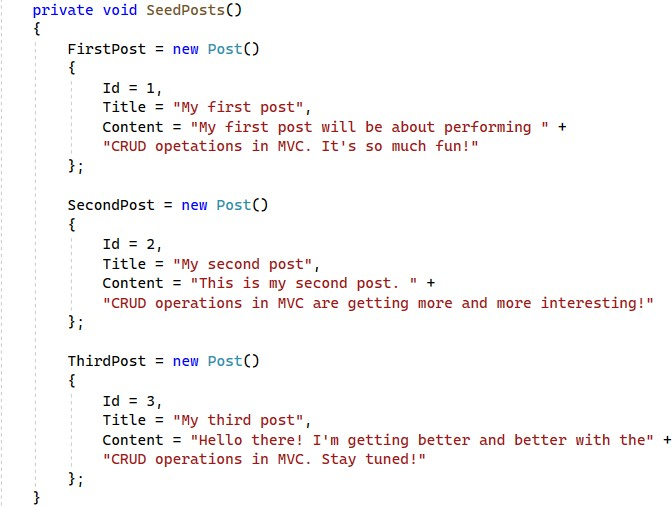 private void SeedPosts()
{
    FirstPost = new Post()
    {
        Id = 1,
        Title = "My first post",
        Content = "My first post will be about performing " +
        "CRUD opetations in MVC. It's so much fun!"
    };

    SecondPost = new Post()
    {
        Id = 2,
        Title = "My second post",
        Content = "This is my second post. " +
        "CRUD operations in MVC are getting more and more interesting!"
    };

    ThirdPost = new Post()
    {
        Id = 3,
        Title = "My third post",
        Content = "Hello there! I'm getting better and better with the" +
        "CRUD operations in MVC. Stay tuned!"
    };
}